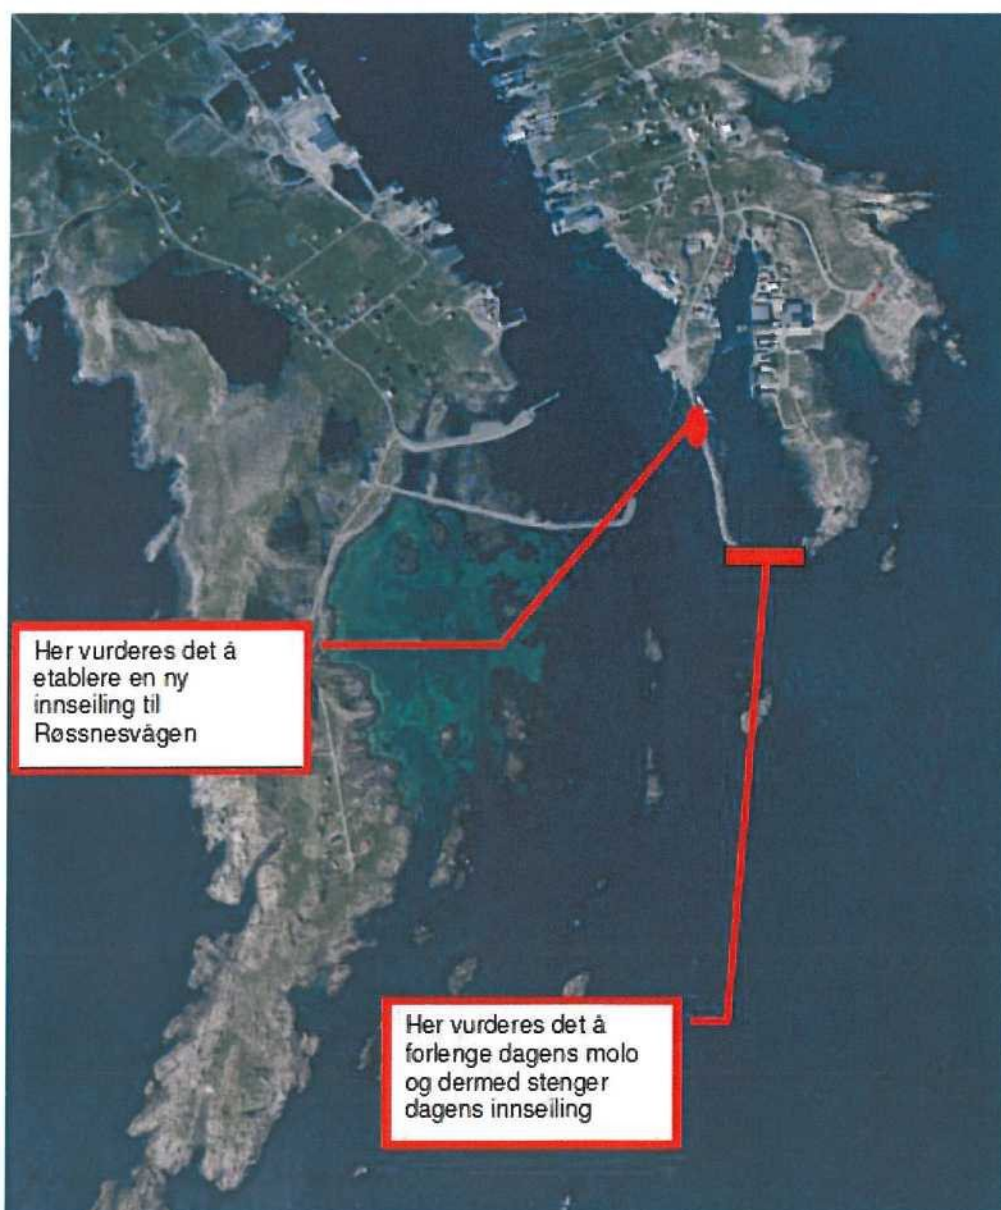 Her vurderes det å
etablere en ny
innseiling til
Røssnesvågen
Her vurderes det å
forlenge dagens molo
og dermed stenger
dagens innseiling